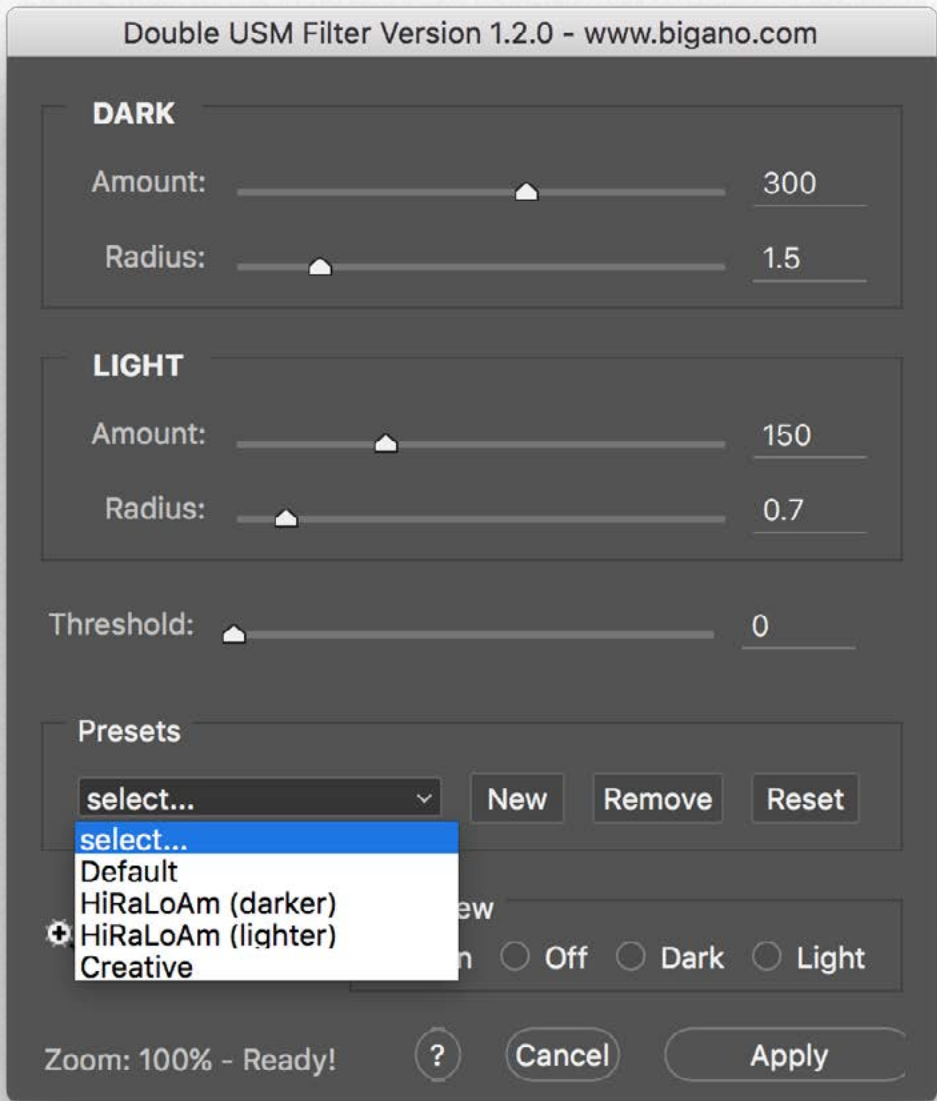 Double USM Filter Version 1.2.0 - www.bigano.com
DARK
Amount: 300
Radius: 1.5
LIGHT
Amount: 150
Radius: 0.7
Threshold: 0
Presets
select... New Remove Reset
select...
Default
HiRaLoAm (darker)
HiRaLoAm (lighter)
Creative
Off Dark Light
Zoom: 100% - Ready! ? Cancel Apply